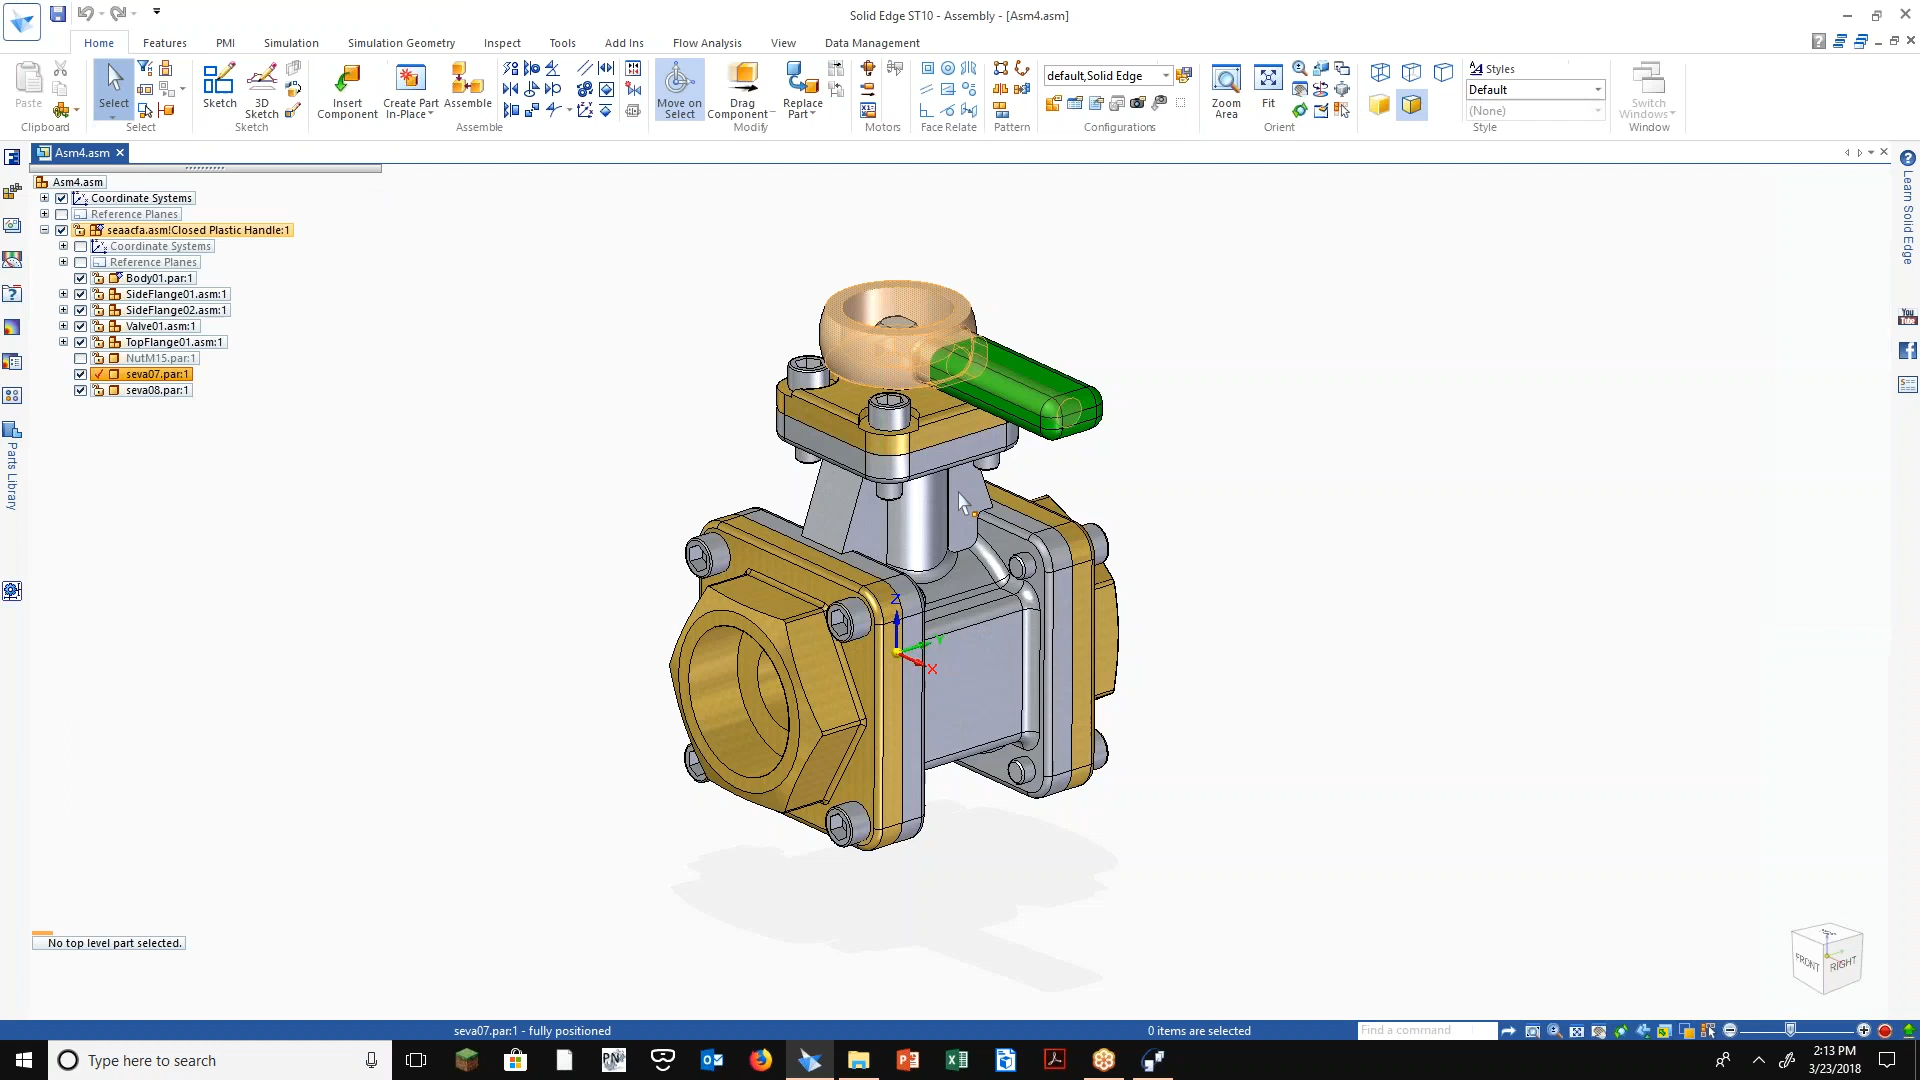 Solid Edge ST10 - Assembly - [Asm4.asm]
Home Features PMI Simulation Simulation Geometry Inspect Tools Add Ins Flow Analysis View Data Management
Paste
Clipboard
Select
Select
Sketch
3D Sketch
Sketch
Insert Component
Create Part In-Place
Assemble
Assemble
Move on Select
Drag Component
Replace Part
Modify
Motors
Face Relate
Pattern
default,Solid Edge
Configurations
Zoom Area
Fit
Orient
Styles
Default
(None)
Style
Switch Windows
Window
Asm4.asm
Asm4.asm
Coordinate Systems
Reference Planes
seaacfa.asm!Closed Plastic Handle:1
Coordinate Systems
Reference Planes
Body01.par:1
SideFlange01.asm:1
SideFlange02.asm:1
Valve01.asm:1
TopFlange01.asm:1
NutM15.par:1
seva07.par:1
seva08.par:1
Parts Library
Learn Solid Edge
You Tube
Z
Y
X
No top level part selected.
FRONT RIGHT
seva07.par:1 - fully positioned
0 items are selected
Find a command
Type here to search
PN
2:13 PM
3/23/2018